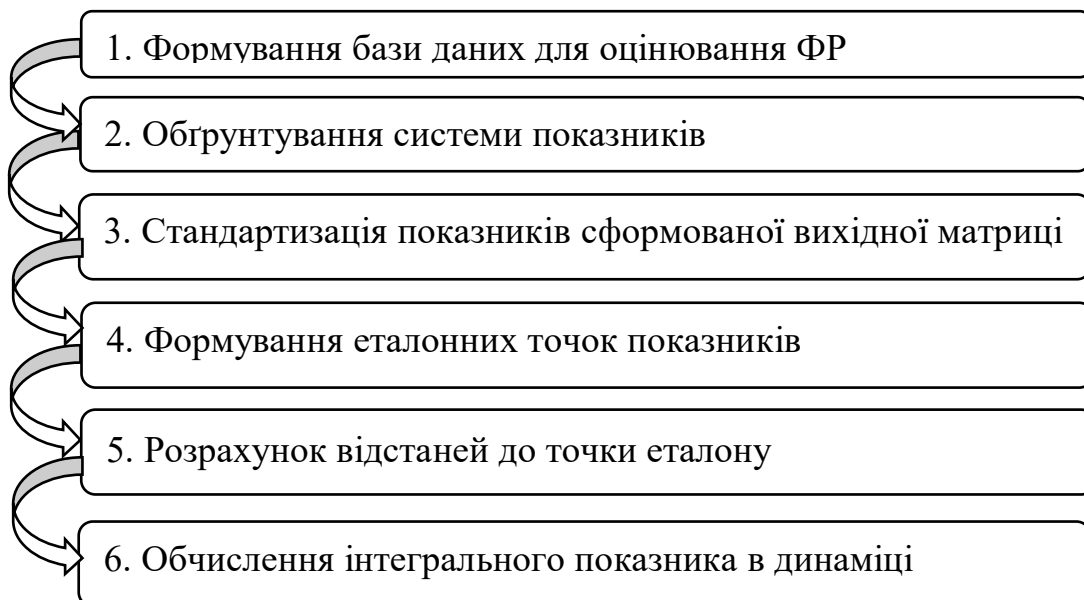 1. Формування бази даних для оцінювання ФР
2. Обґрунтування системи показників
3. Стандартизація показників сформованої вихідної матриці
4. Формування еталонних точок показників
5. Розрахунок відстаней до точки еталону
6. Обчислення інтегрального показника в динаміці